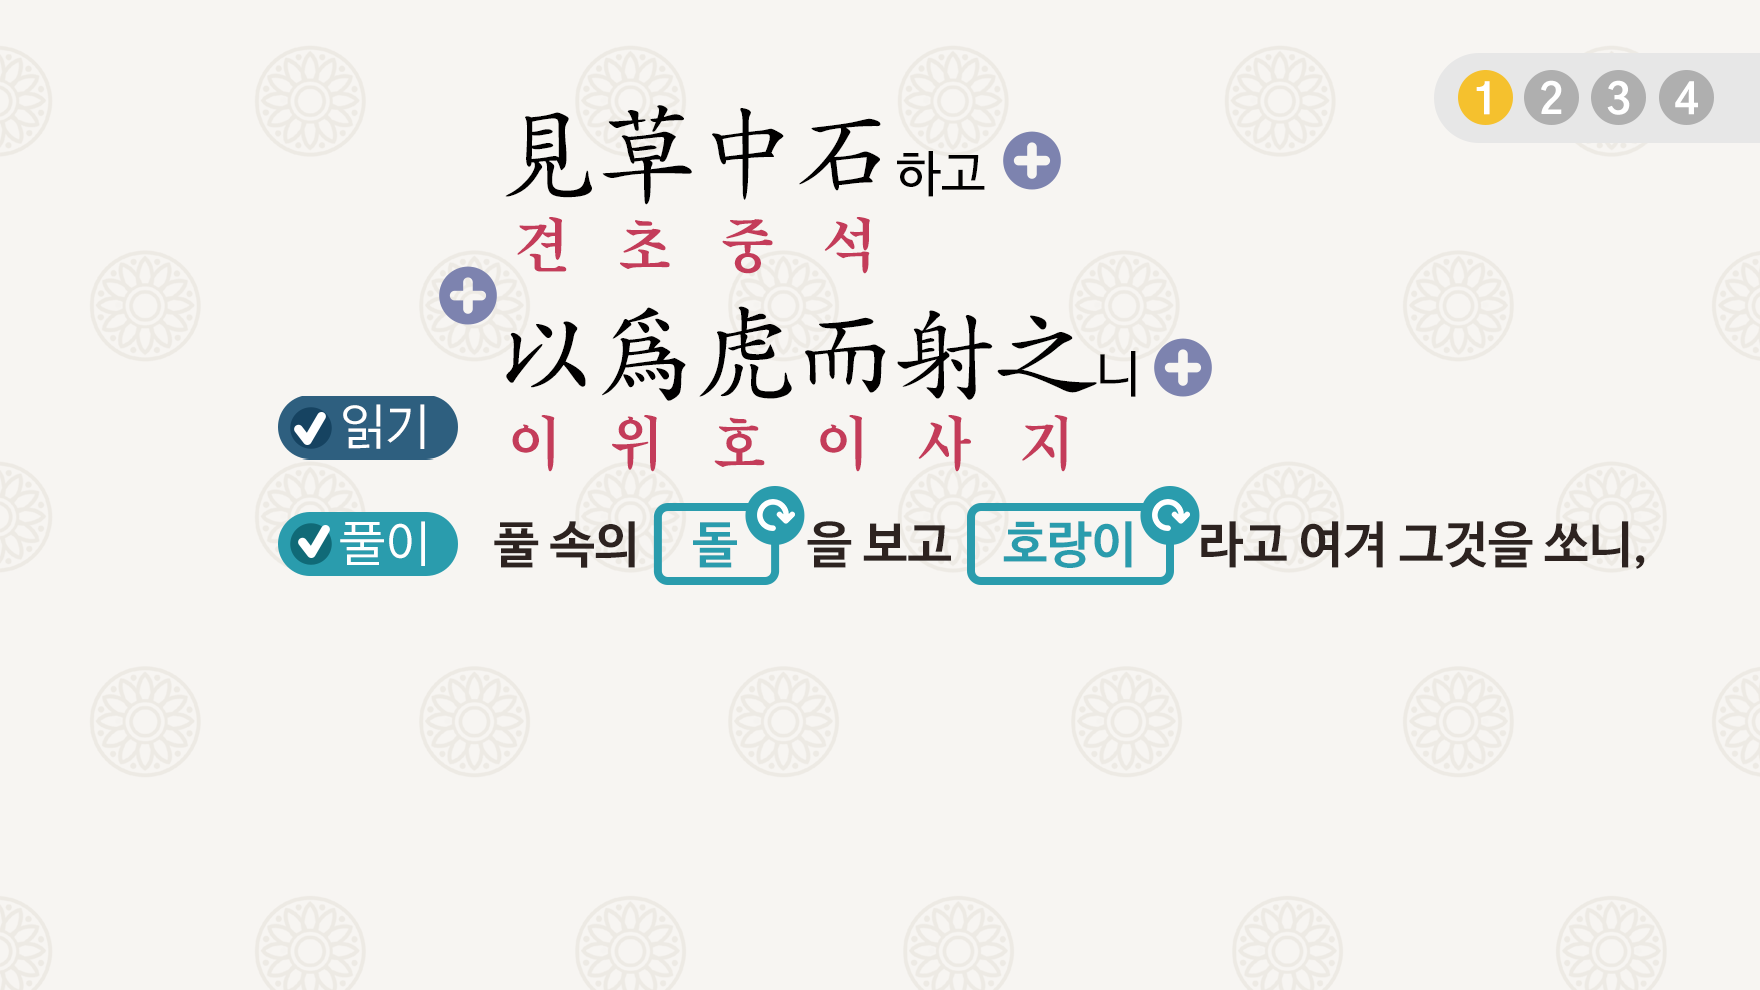 1 2 3 4
見草中石하고
견 초 중 석
以爲虎而射之니
이 위 호 이 사 지
읽기
풀이 풀 속의 돌을 보고 호랑이라고 여겨 그것을 쏘니,